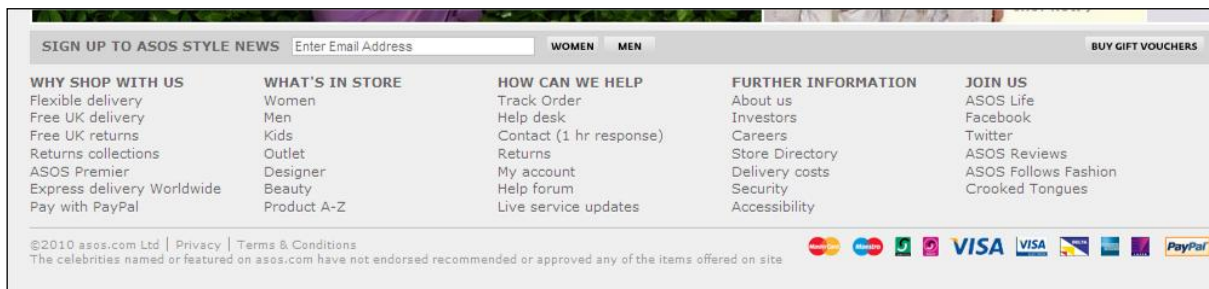 SIGN UP TO ASOS STYLE NEWS Enter Email Address WOMEN MEN BUY GIFT VOUCHERS
WHY SHOP WITH US
Flexible delivery
Free UK delivery
Free UK returns
Returns collections
ASOS Premier
Express delivery Worldwide
Pay with PayPal
WHAT'S IN STORE
Women
Men
Kids
Outlet
Designer
Beauty
Product A-Z
HOW CAN WE HELP
Track Order
Help desk
Contact (1 hr response)
Returns
My account
Help forum
Live service updates
FURTHER INFORMATION
About us
Investors
Careers
Store Directory
Delivery costs
Security
Accessibility
JOIN US
ASOS Life
Facebook
Twitter
ASOS Reviews
ASOS Follows Fashion
Crooked Tongues
©2010 asos.com Ltd | Privacy | Terms & Conditions
The celebrities named or featured on asos.com have not endorsed recommended or approved any of the items offered on site
MasterCard Maestro VISA VISA DELTA PayPal